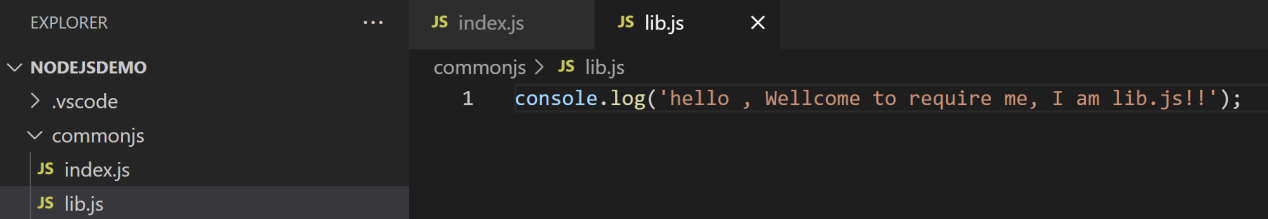 EXPLORER ...
NODEJSDEMO
.vscode
commonjs
JS index.js
JS lib.js
JS index.js JS lib.js
commonjs > JS lib.js
1 console.log('hello , Wellcome to require me, I am lib.js!!');